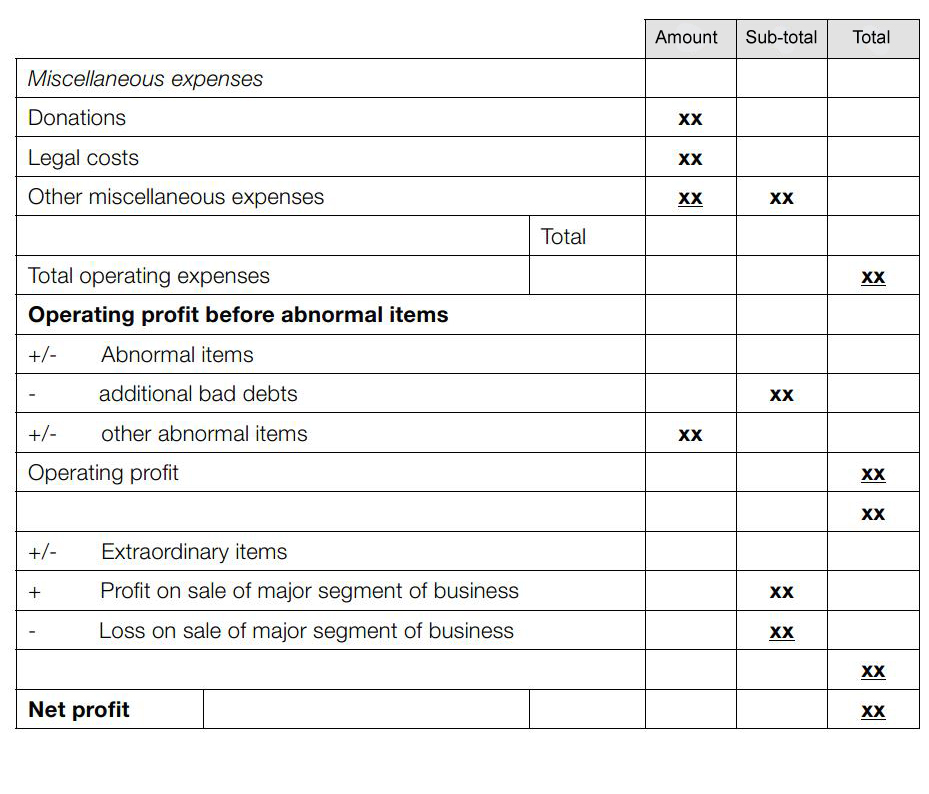 Amount Sub-total Total
Miscellaneous expenses
Donations xx
Legal costs xx
Other miscellaneous expenses xx xx
Total
Total operating expenses xx
Operating profit before abnormal items
+/- Abnormal items
- additional bad debts xx
+/- other abnormal items xx
Operating profit xx
xx
+/- Extraordinary items
+ Profit on sale of major segment of business xx
- Loss on sale of major segment of business xx
xx
Net profit xx